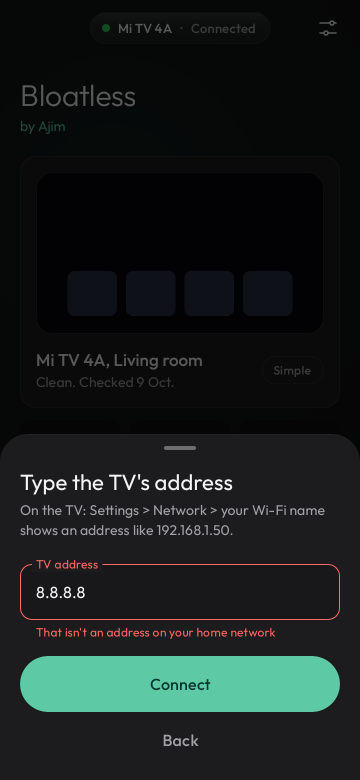 Mi TV 4A · Connected
Bloatless
by Ajim
Mi TV 4A, Living room
Simple
Clean. Checked 9 Oct.
Type the TV's address
On the TV: Settings > Network > your Wi-Fi name
shows an address like 192.168.1.50.
TV address
8.8.8.8
That isn't an address on your home network
Connect
Back